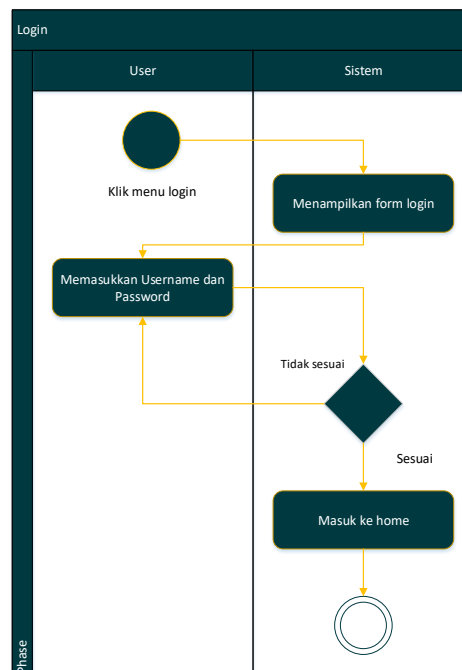 Login
User
Sistem
Klik menu login
Menampilkan form login
Memasukkan Username dan
Password
Tidak sesuai
Sesuai
Masuk ke home
Phase